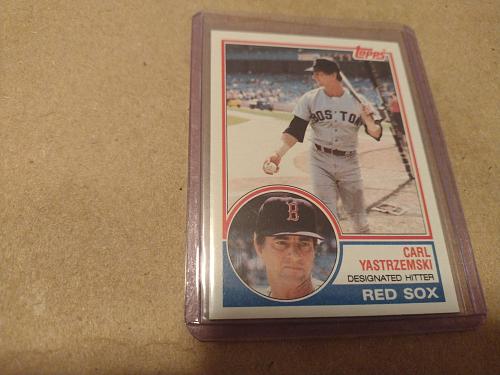 Topps
BOSTON
B
CARL
YASTRZEMSKI
DESIGNATED HITTER
RED SOX